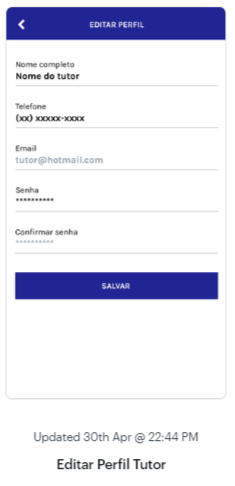 EDITAR PERFIL
Nome completo
Nome do tutor
Telefone
(xx) xxxxx-xxxx
Email
tutor@hotmail.com
Senha
**********
Confirmar senha
**********
SALVAR
Updated 30th Apr @ 22:44 PM
Editar Perfil Tutor